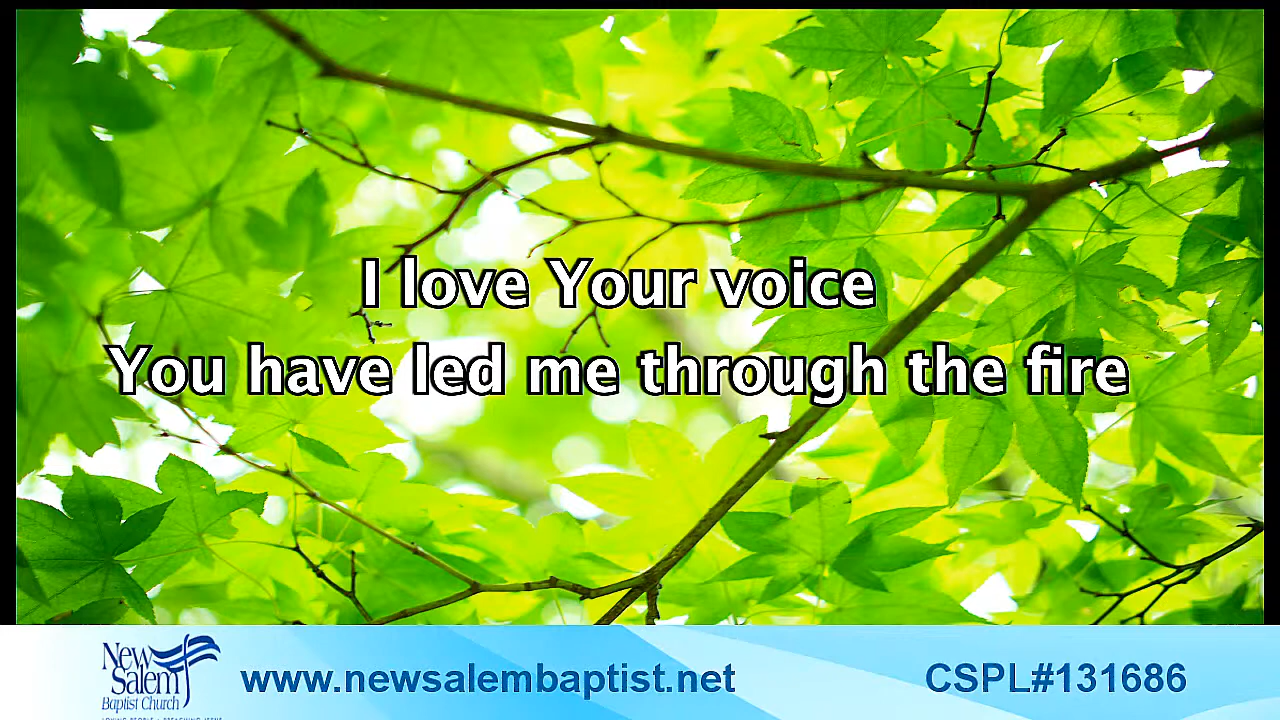 I love Your voice
You have led me through the fire
New
Salem
Baptist Church
www.newsalembaptist.net
CSPL#131686